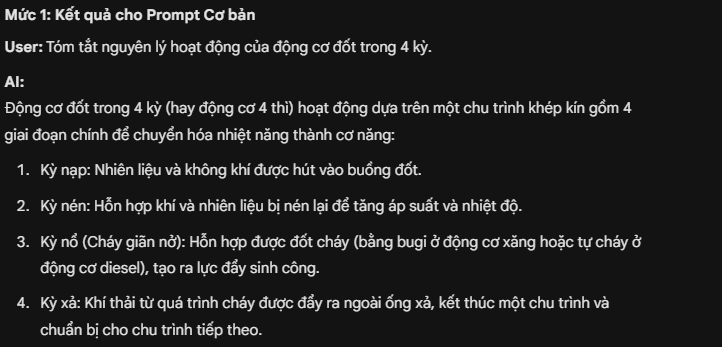 Mức 1: Kết quả cho Prompt Cơ bản
User: Tóm tắt nguyên lý hoạt động của động cơ đốt trong 4 kỳ.
AI:
Động cơ đốt trong 4 kỳ (hay động cơ 4 thì) hoạt động dựa trên một chu trình khép kín gồm 4
giai đoạn chính để chuyển hóa nhiệt năng thành cơ năng:
1. Kỳ nạp: Nhiên liệu và không khí được hút vào buồng đốt.
2. Kỳ nén: Hỗn hợp khí và nhiên liệu bị nén lại để tăng áp suất và nhiệt độ.
3. Kỳ nổ (Cháy giãn nở): Hỗn hợp được đốt cháy (bằng bugi ở động cơ xăng hoặc tự cháy ở
động cơ diesel), tạo ra lực đẩy sinh công.
4. Kỳ xả: Khí thải từ quá trình cháy được đẩy ra ngoài ống xả, kết thúc một chu trình và
chuẩn bị cho chu trình tiếp theo.